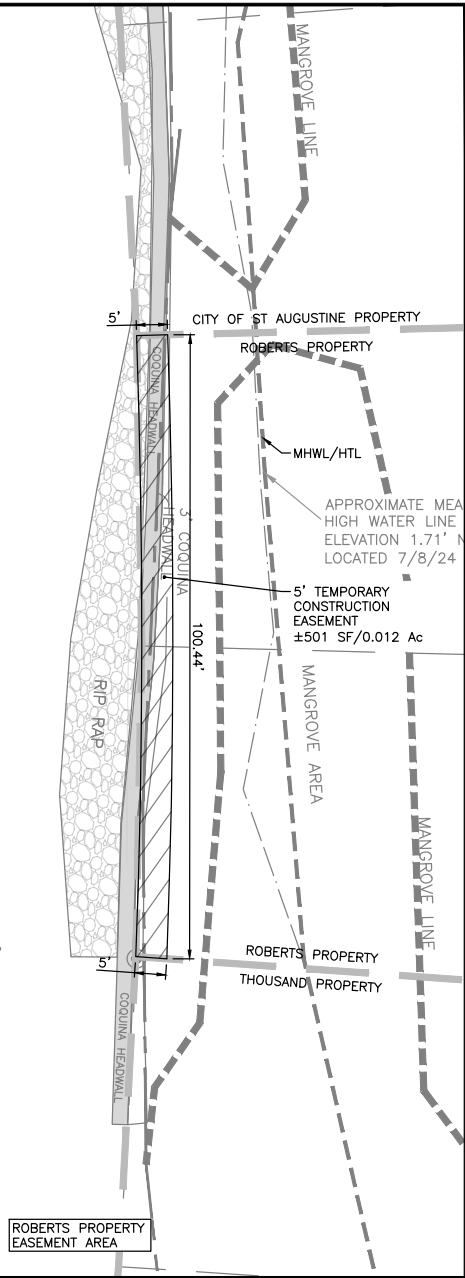 MANGROVE LINE
5'
CITY OF ST AUGUSTINE PROPERTY
ROBERTS PROPERTY
COQUINA HEADWALL
MHWL/HTL
APPROXIMATE MEA
HIGH WATER LINE
ELEVATION 1.71' N
LOCATED 7/8/24
3' COQUINA
HEADWALL
5' TEMPORARY
CONSTRUCTION
EASEMENT
±501 SF/0.012 Ac
100.44'
RIP RAP
MANGROVE AREA
MANGROVE LINE
ROBERTS PROPERTY
5'
THOUSAND PROPERTY
COQUINA HEADWALL
ROBERTS PROPERTY
EASEMENT AREA